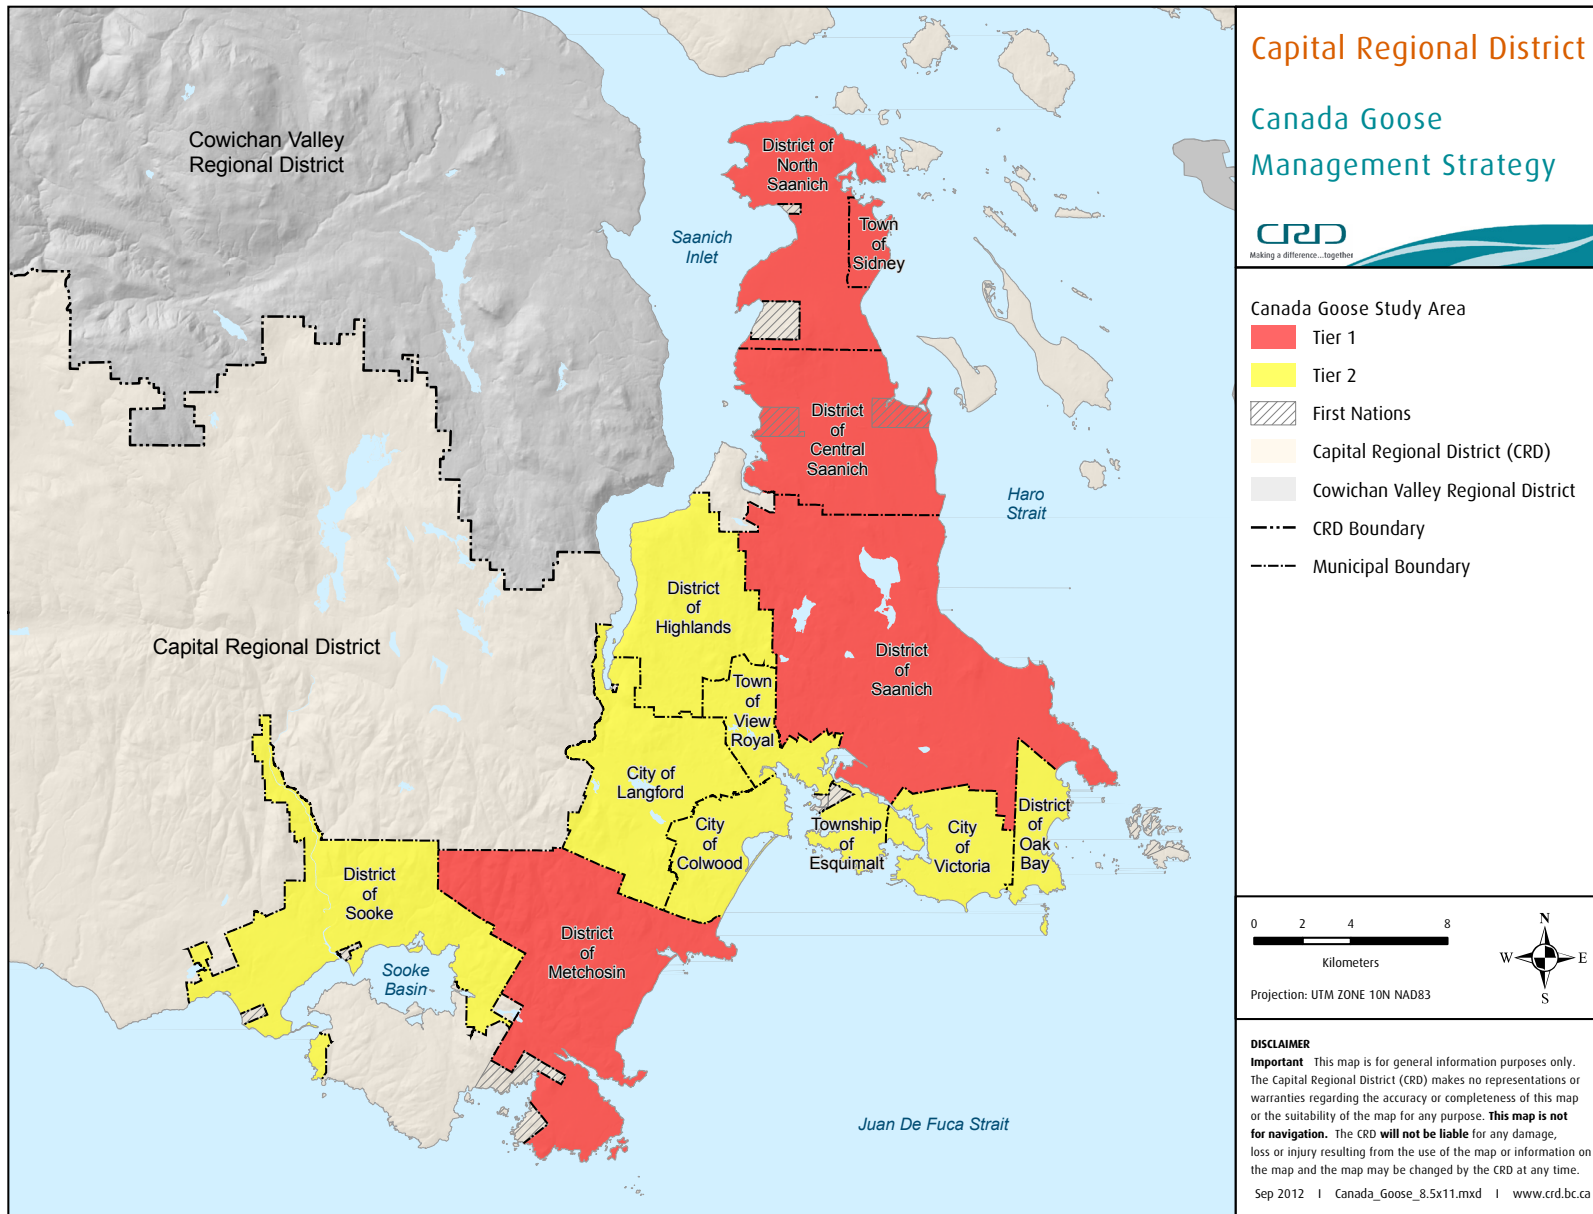 Capital Regional District
Canada Goose
Management Strategy
CRD
Making a difference...together
Canada Goose Study Area
Tier 1
Tier 2
First Nations
Capital Regional District (CRD)
Cowichan Valley Regional District
CRD Boundary
Municipal Boundary
0 2 4 8
Kilometers
N
W E
S
Projection: UTM ZONE 10N NAD83
DISCLAIMER
Important This map is for general information purposes only.
The Capital Regional District (CRD) makes no representations or
warranties regarding the accuracy or completeness of this map
or the suitability of the map for any purpose. This map is not
for navigation. The CRD will not be liable for any damage,
loss or injury resulting from the use of the map or information on
the map and the map may be changed by the CRD at any time.
Sep 2012 I Canada_Goose_8.5x11.mxd I www.crd.bc.ca
Cowichan Valley
Regional District
District of
North
Saanich
Town
of
Sidney
Saanich
Inlet
District
of
Central
Saanich
Haro
Strait
District
of
Highlands
Capital Regional District
District
of
Saanich
Town
of
View
Royal
City of
Langford
City
of
Colwood
Township
of
Esquimalt
City
of
Victoria
District
of
Oak
Bay
District
of
Sooke
Sooke
Basin
District
of
Metchosin
Juan De Fuca Strait